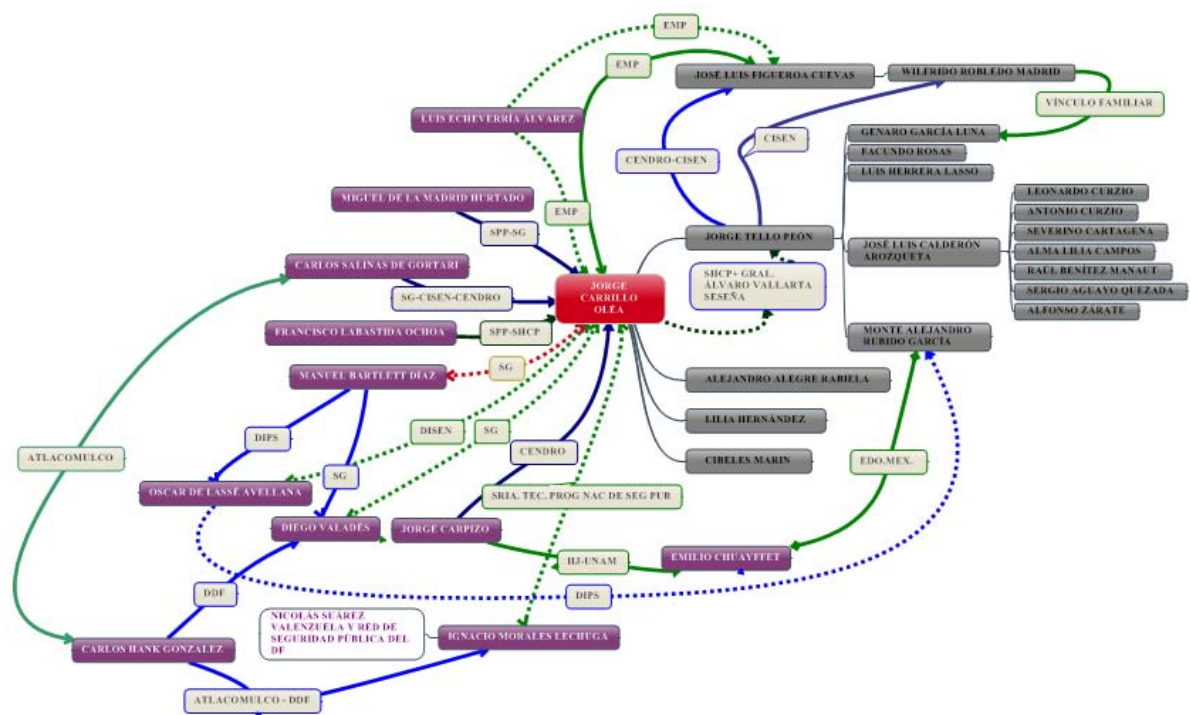 EMP
EMP
JOSÉ LUIS FIGUEROA CUEVAS
WILFRIDO ROBLEDO MADRID
VÍNCULO FAMILIAR
LUIS ECHEVERRÍA ÁLVAREZ
GENARO GARCÍA LUNA
CISEN
FACUNDO ROSAS
CENDRO-CISEN
LUIS HERRERA LASSO
MIGUEL DE LA MADRID HURTADO
EMP
LEONARDO CURZIO
ANTONIO CURZIO
SPP-SG
JORGE TELLO PEÓN
SEVERINO CARTAGENA
JOSÉ LUIS CALDERÓN
AROZQUETA
ALMA LILIA CAMPOS
CARLOS SALINAS DE GORTARI
RAÚL BENÍTEZ MANAUT
SHCP+ GRAL.
ÁLVARO VALLARTA
SESEÑA
SERGIO AGUAYO QUEZADA
SG-CISEN-CENDRO
JORGE
CARRILLO
OLEA
ALFONSO ZÁRATE
FRANCISCO LABASTIDA OCHOA
SPP-SHCP
MONTE ALEJANDRO
RUBIDO GARCÍA
MANUEL BARTLETT DÍAZ
SG
ALEJANDRO ALEGRE RABIELA
LILIA HERNÁNDEZ
DISEN
SG
DIPS
CENDRO
ATLACOMULCO
CIBELES MARIN
EDO.MEX.
SG
OSCAR DE LASSÉ AVELLANA
SRIA. TEC. PROG NAC DE SEG PUB
DIEGO VALADÉS
JORGE CARPIZO
IIJ-UNAM
EMILIO CHUAYFFET
DDF
DIPS
NICOLÁS SUÁREZ
VALENZUELA Y RED DE
SEGURIDAD PÚBLICA DEL
DF
IGNACIO MORALES LECHUGA
CARLOS HANK GONZÁLEZ
ATLACOMULCO - DDF